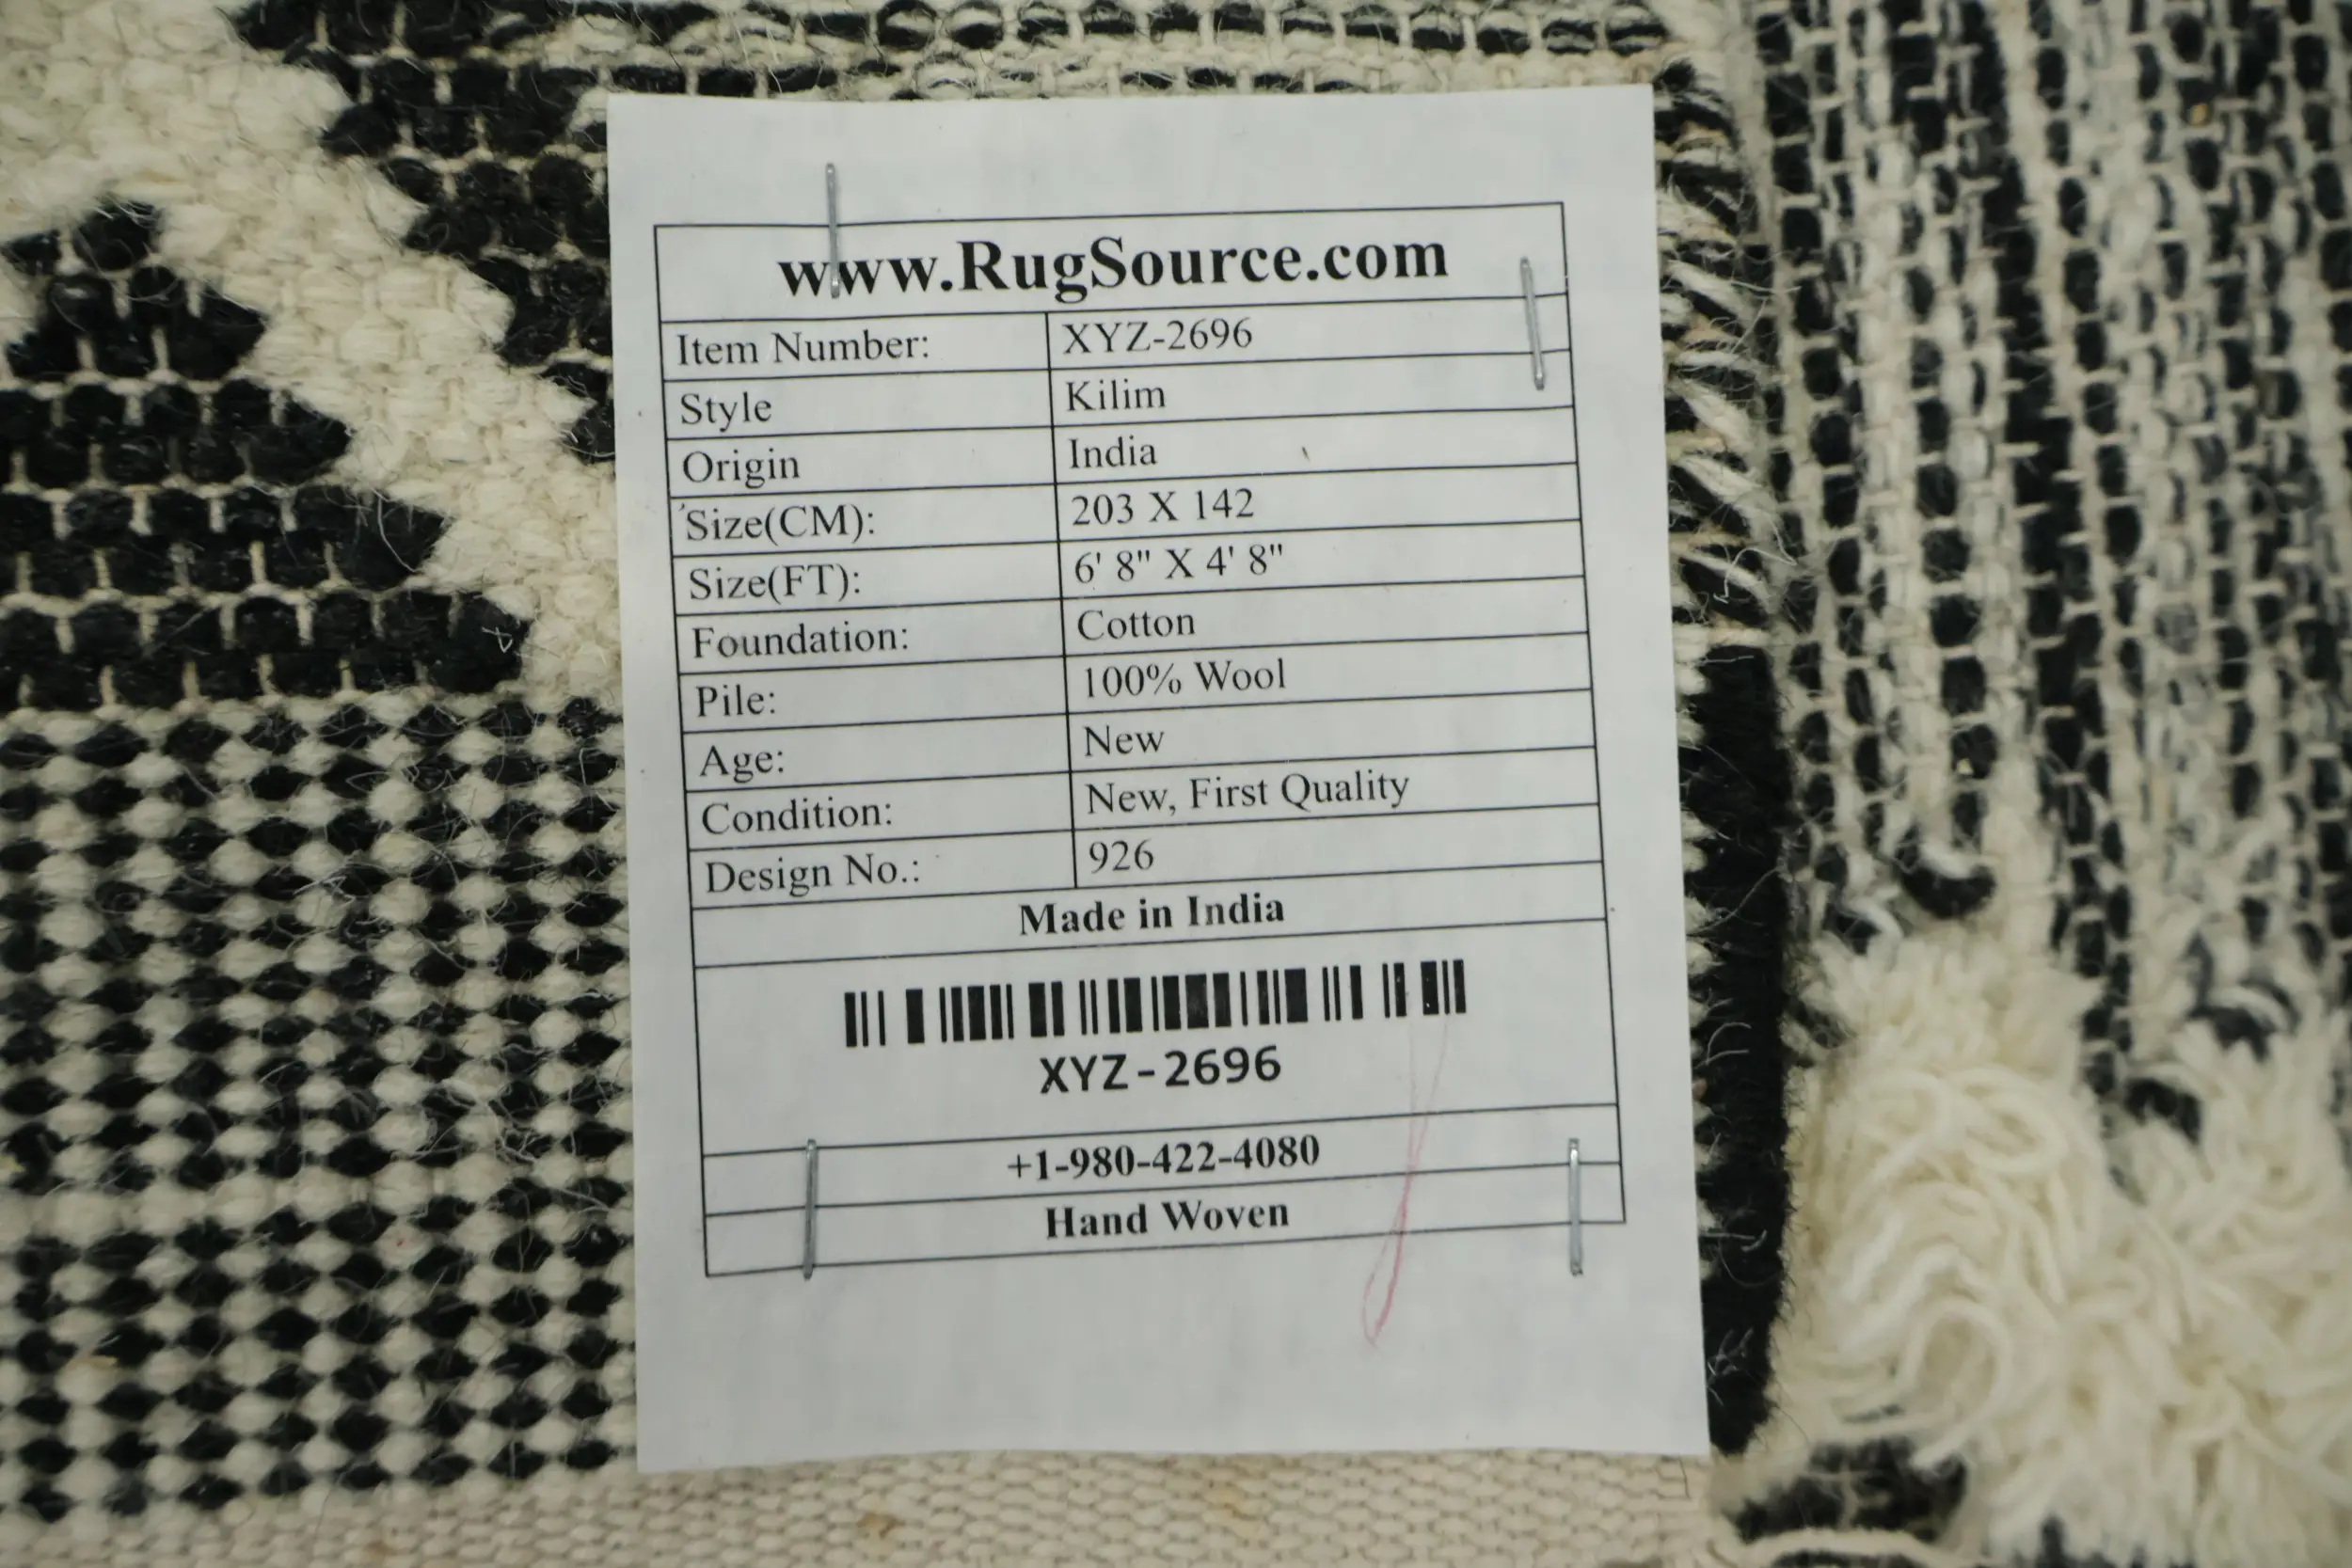 www.RugSource.com
Item Number: XYZ-2696
Style Kilim
Origin India
Size(CM): 203 X 142
Size(FT): 6' 8" X 4' 8"
Foundation: Cotton
Pile: 100% Wool
Age: New
Condition: New, First Quality
Design No.: 926
Made in India
XYZ-2696
+1-980-422-4080
Hand Woven